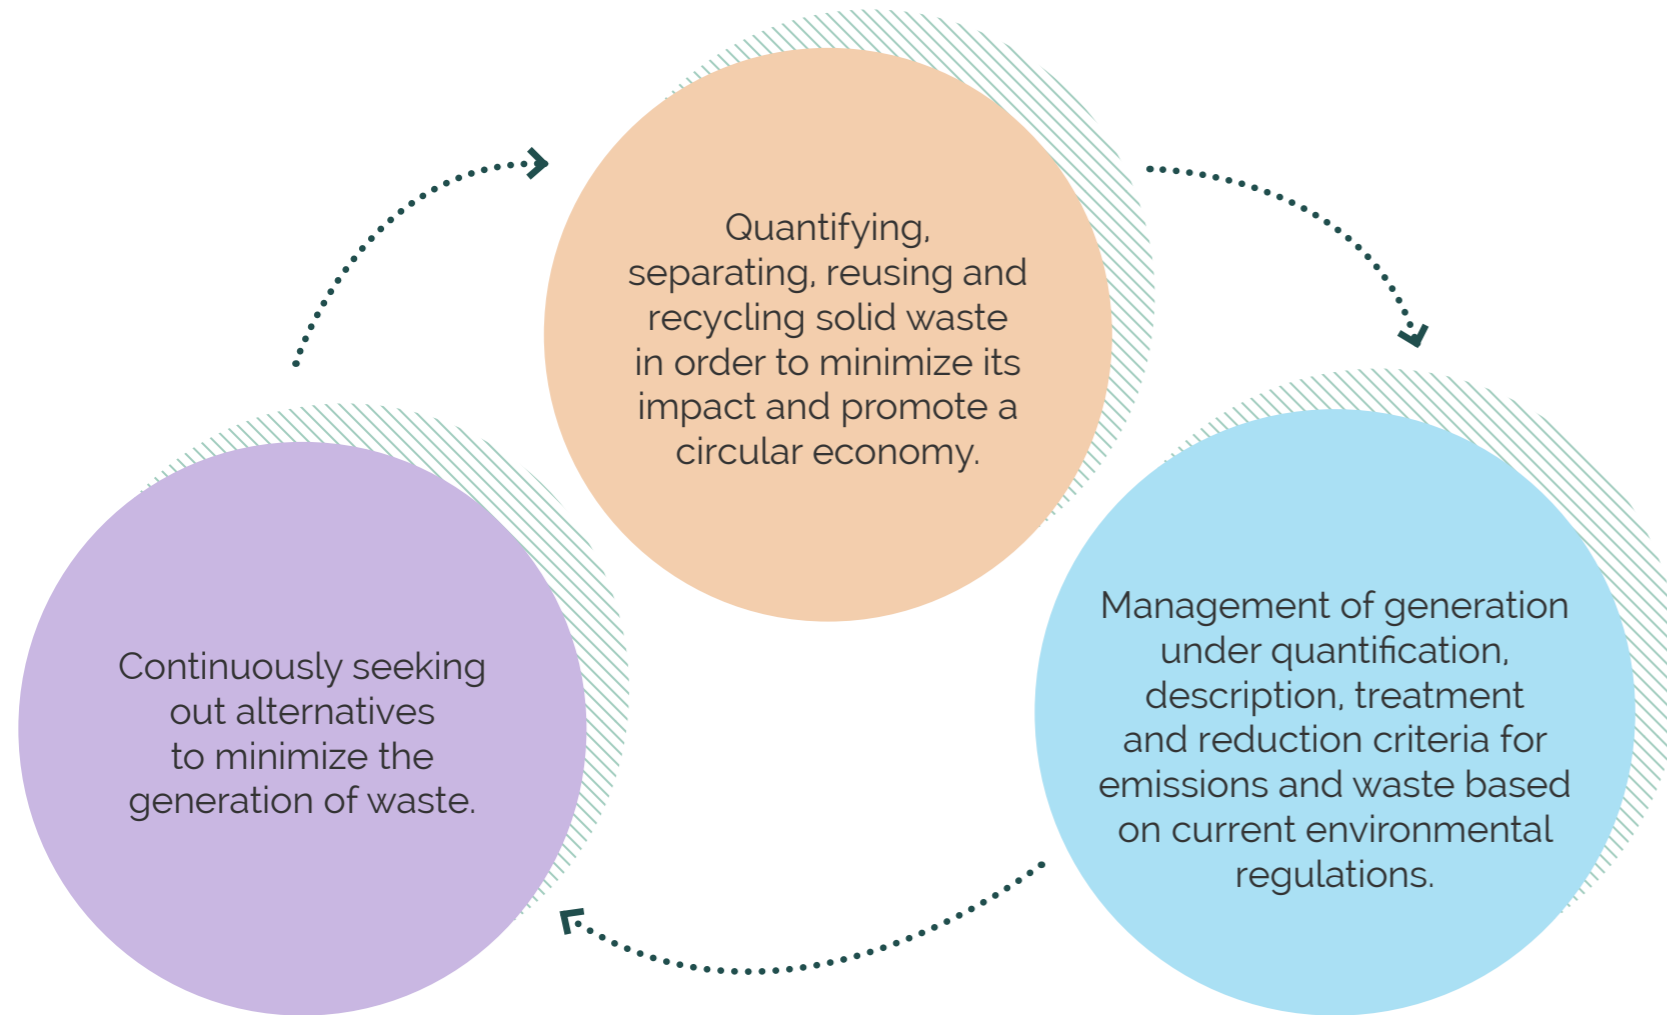 Quantifying,
separating, reusing and
recycling solid waste
in order to minimize its
impact and promote a
circular economy.
Management of generation
under quantification,
description, treatment
and reduction criteria for
emissions and waste based
on current environmental
regulations.
Continuously seeking
out alternatives
to minimize the
generation of waste.